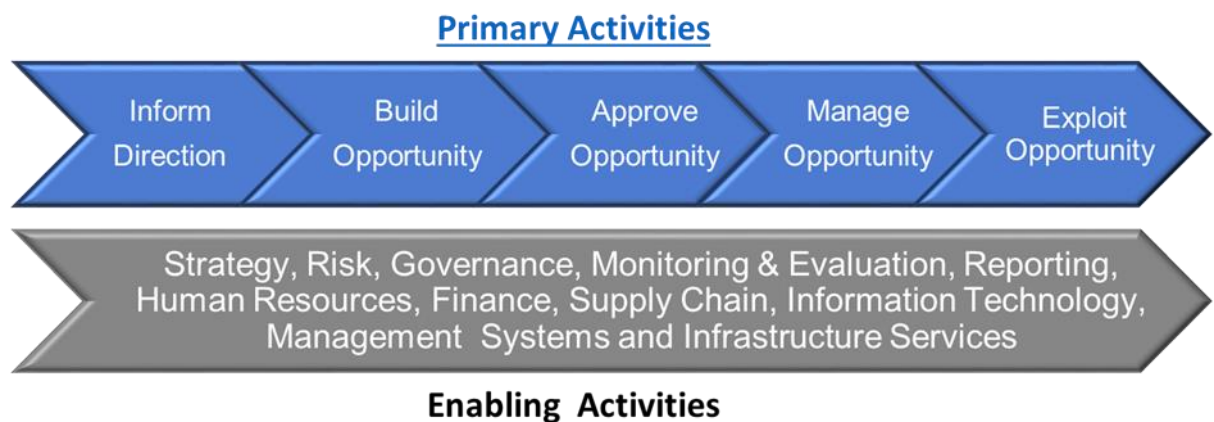 Primary Activities
Inform
Direction
Build
Opportunity
Approve
Opportunity
Manage
Opportunity
Exploit
Opportunity
Strategy, Risk, Governance, Monitoring & Evaluation, Reporting,
Human Resources, Finance, Supply Chain, Information Technology,
Management Systems and Infrastructure Services
Enabling Activities